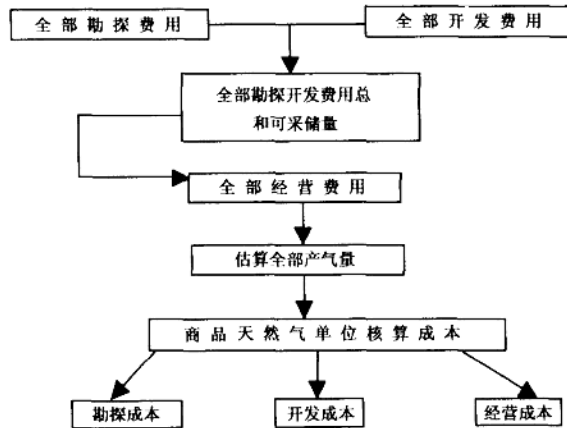 全部勘探费用
全部开发费用
全部勘探开发费用总
和可采储量
全部经营费用
估算全部产气量
商品天然气单位核算成本
勘探成本
开发成本
经营成本